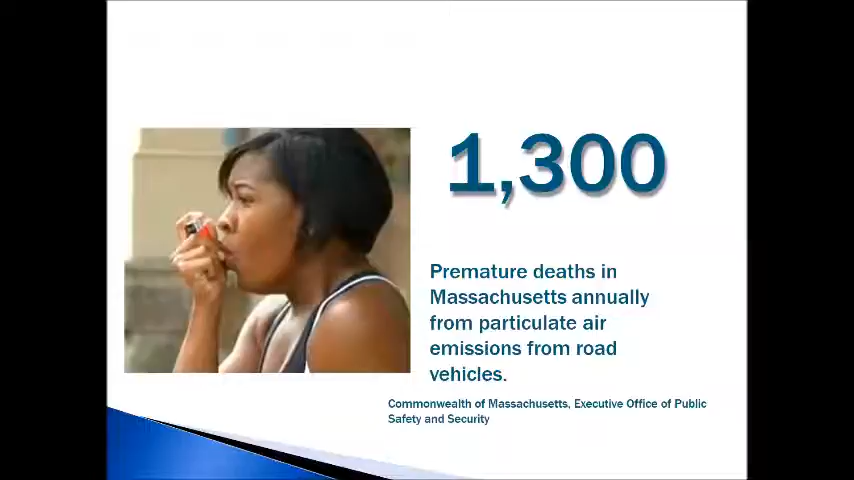 1,300
Premature deaths in
Massachusetts annually
from particulate air
emissions from road
vehicles.
Commonwealth of Massachusetts, Executive Office of Public
Safety and Security